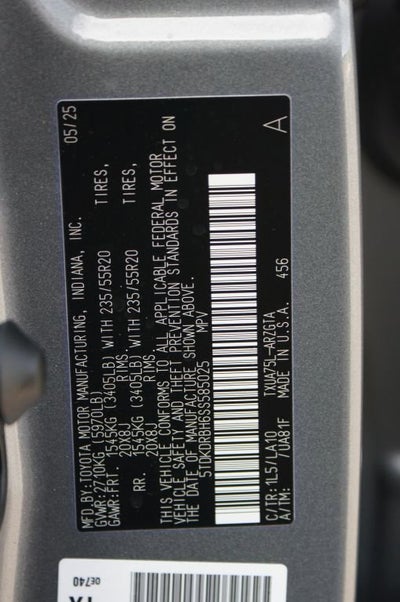 MFD.BY:TOYOTA MOTOR MANUFACTURING, INDIANA, INC. 05/25
GVWR:2710KG (5970LB)
GAWR:FRT. 1545KG (3405LB) WITH 235/55R20 TIRES,
20X8J RIMS,
RR. 1545KG (3405LB) WITH 235/55R20 TIRES,
20X8J RIMS,
THIS VEHICLE CONFORMS TO ALL APPLICABLE FEDERAL MOTOR
VEHICLE SAFETY AND THEFT PREVENTION STANDARDS IN EFFECT ON
THE DATE OF MANUFACTURE SHOWN ABOVE.
5TDKDRBH6SS585025 MPV
C/TR:1L5/LA10 TXUA75L-ARZGTA A
A/TM: /UA81F MADE IN U.S.A. 456
0E740